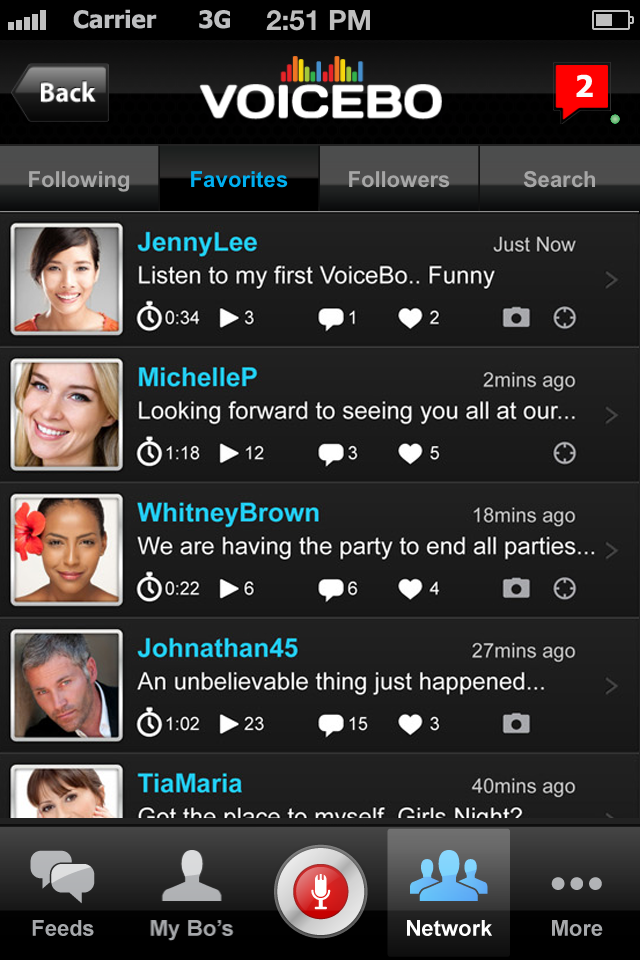 Carrier 3G 2:51 PM
Back VOICEBO 2
Following Favorites Followers Search
JennyLee Just Now
Listen to my first VoiceBo.. Funny
0:34 3 1 2
MichelleP 2mins ago
Looking forward to seeing you all at our...
1:18 12 3 5
WhitneyBrown 18mins ago
We are having the party to end all parties...
0:22 6 6 4
Johnathan45 27mins ago
An unbelievable thing just happened...
1:02 23 15 3
TiaMaria 40mins ago
Got the place to myself. Girls Night?
Feeds My Bo's Network More